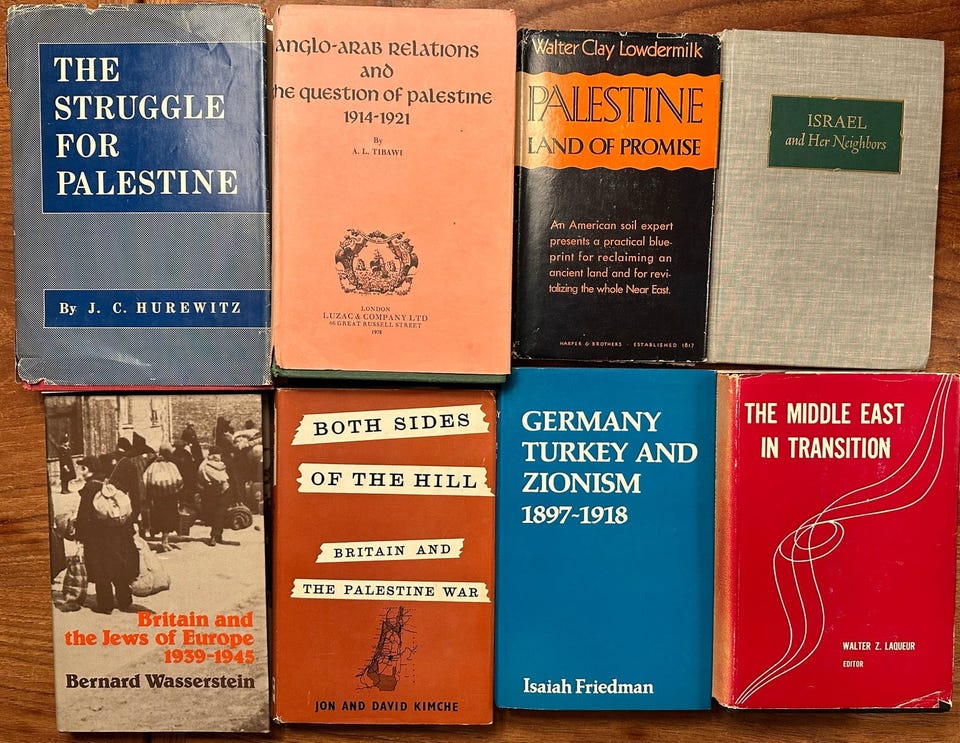 THE
STRUGGLE
FOR
PALESTINE
By J. C. HUREWITZ
ANGLO-ARAB RELATIONS
and
he question of palestine
1914-1921
By
A. L. TIBAWI
LONDON
LUZAC & COMPANY LTD
46 GREAT RUSSELL STREET
1978
Walter Clay Lowdermilk
PALESTINE
LAND OF PROMISE
An American soil expert
presents a practical blue-
print for reclaiming an
ancient land and for revi-
talizing the whole Near East.
HARPER & BROTHERS · ESTABLISHED 1817
ISRAEL
and Her Neighbors
Britain and
the Jews of Europe
1939-1945
Bernard Wasserstein
BOTH SIDES
OF THE HILL
BRITAIN AND
THE PALESTINE WAR
JON AND DAVID KIMCHE
GERMANY
TURKEY AND
ZIONISM
1897-1918
Isaiah Friedman
THE MIDDLE EAST
IN TRANSITION
WALTER Z. LAQUEUR
EDITOR